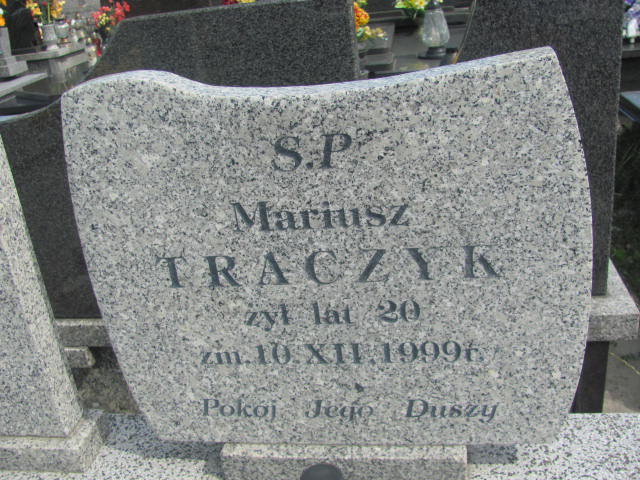 S.P
Mariusz
TRACZYK
żył lat 20
zm.10.XII.1999r.
Pokój Jego Duszy